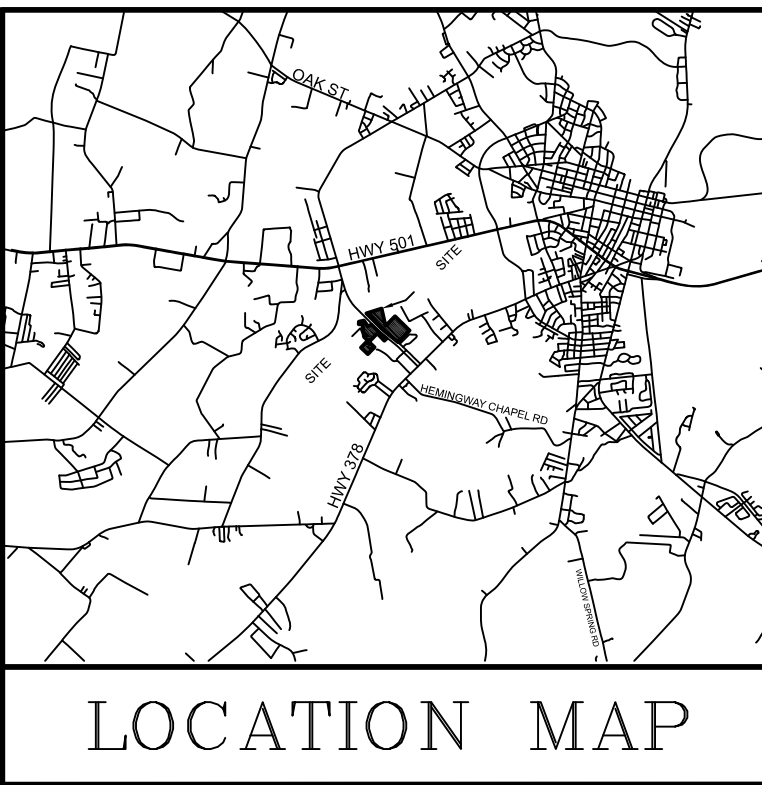 OAK ST
HWY 501
SITE
SITE
HEMINGWAY CHAPEL RD
HWY 378
WILLOW SPRING RD
LOCATION MAP